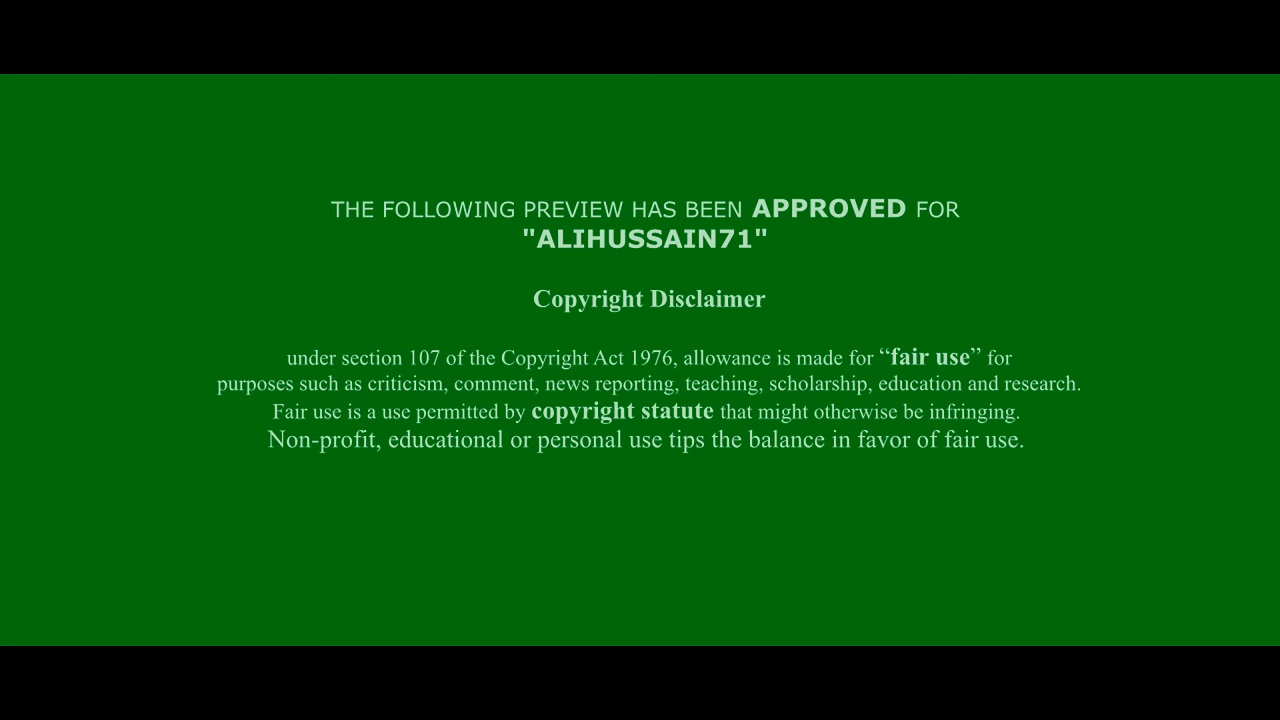 THE FOLLOWING PREVIEW HAS BEEN APPROVED FOR
"ALIHUSSAIN71"
Copyright Disclaimer
under section 107 of the Copyright Act 1976, allowance is made for “fair use” for
purposes such as criticism, comment, news reporting, teaching, scholarship, education and research.
Fair use is a use permitted by copyright statute that might otherwise be infringing.
Non-profit, educational or personal use tips the balance in favor of fair use.